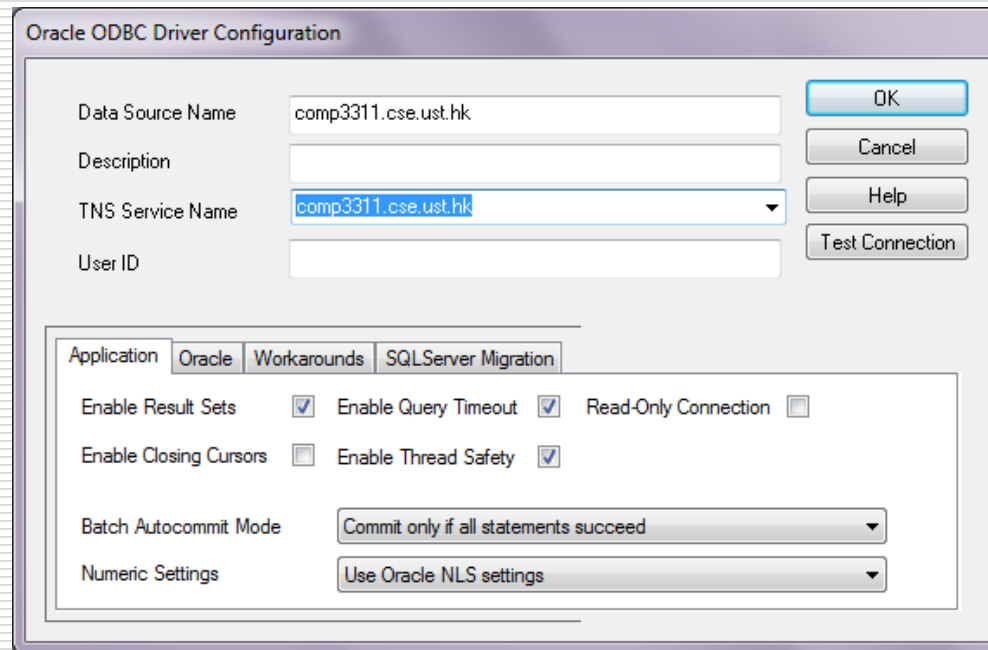 Oracle ODBC Driver Configuration
Data Source Name comp3311.cse.ust.hk OK
Description Cancel
TNS Service Name comp3311.cse.ust.hk Help
User ID Test Connection
Application Oracle Workarounds SQLServer Migration
Enable Result Sets Enable Query Timeout Read-Only Connection
Enable Closing Cursors Enable Thread Safety
Batch Autocommit Mode Commit only if all statements succeed
Numeric Settings Use Oracle NLS settings